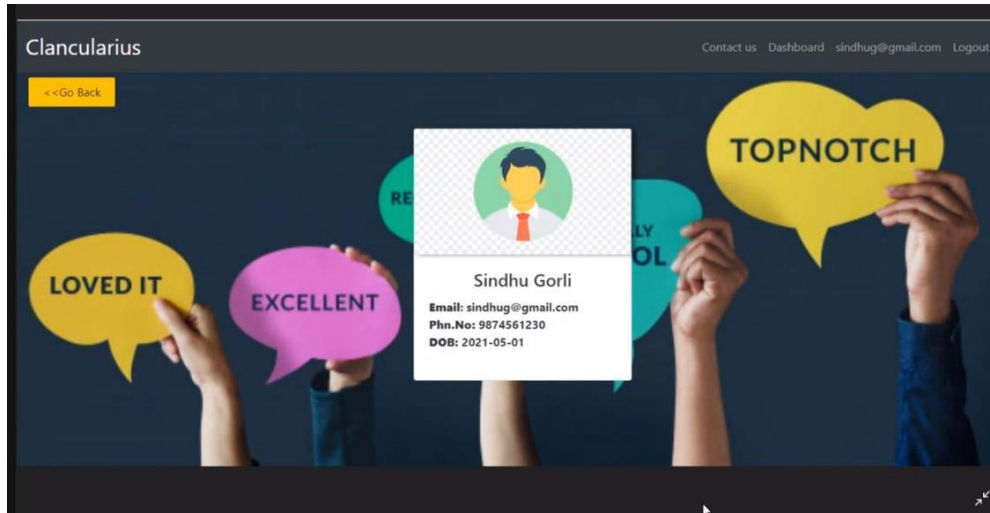 Clancularius
Contact us Dashboard sindhug@gmail.com Logout
<<Go Back
TOPNOTCH
LOVED IT
EXCELLENT
Sindhu Gorli
Email: sindhug@gmail.com
Phn.No: 9874561230
DOB: 2021-05-01